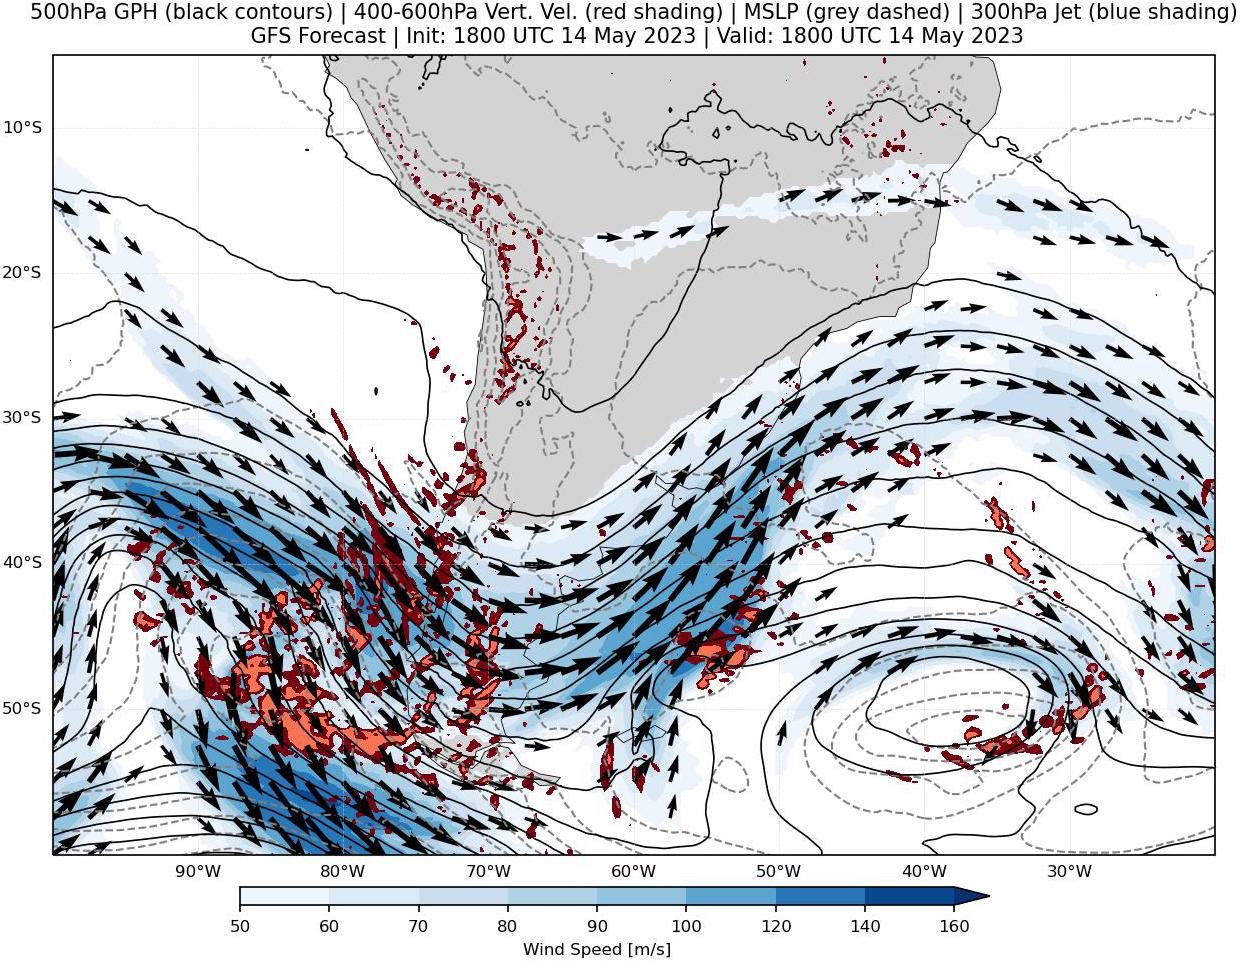 500hPa GPH (black contours) | 400-600hPa Vert. Vel. (red shading) | MSLP (grey dashed) | 300hPa Jet (blue shading)
GFS Forecast | Init: 1800 UTC 14 May 2023 | Valid: 1800 UTC 14 May 2023
10°S
20°S
30°S
40°S
50°S
90°W 80°W 70°W 60°W 50°W 40°W 30°W
50 60 70 80 90 100 120 140 160
Wind Speed [m/s]